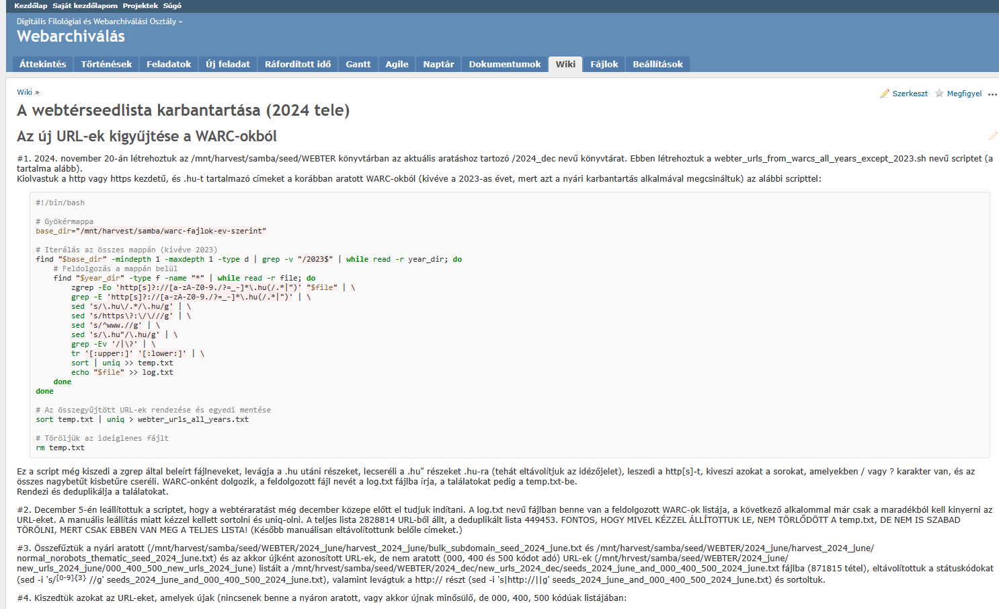 Kezdőlap Saját kezdőlapom Projektek Súgó
Digitális Filológiai és Webarchiválási Osztály »
Webarchiválás
Áttekintés Történések Feladatok Új feladat Ráfordított idő Gantt Agile Naptár Dokumentumok Wiki Fájlok Beállítások
Wiki »
Szerkeszt Megfigyel ...
A webtérseedlista karbantartása (2024 tele)
Az új URL-ek kigyűjtése a WARC-okból
#1. 2024. november 20-án létrehoztuk az /mnt/harvest/samba/seed/WEBTER könyvtárban az aktuális aratáshoz tartozó /2024_dec nevű könyvtárat. Ebben létrehoztuk a webter_urls_from_warcs_all_years_except_2023.sh nevű scriptet (a
tartalma alább).
Kiolvastuk a http vagy https kezdetű, és .hu-t tartalmazó címeket a korábban aratott WARC-okból (kivéve a 2023-as évet, mert azt a nyári karbantartás alkalmával megcsináltuk) az alábbi scripttel:
#!/bin/bash
# Gyökérmappa
base_dir="/mnt/harvest/samba/warc-fajlok-ev-szerint"
# Iterálás az összes mappán (kivéve 2023)
find "$base_dir" -mindepth 1 -maxdepth 1 -type d | grep -v "/2023$" | while read -r year_dir; do
# Feldolgozás a mappán belül
find "$year_dir" -type f -name "*" | while read -r file; do
zgrep -Eo 'http[s]?://[a-zA-Z0-9./?=_-]*\.hu(/.*|")' "$file" | \
grep -E 'http[s]?://[a-zA-Z0-9./?=_-]*\.hu(/.*|")' | \
sed 's/\.hu\/.*/\.hu/g' | \
sed 's/https\?:\/\///g' | \
sed 's/^www.//g' | \
sed 's/\.hu"/\.hu/g' | \
grep -Ev '/|\?' | \
tr '[:upper:]' '[:lower:]' | \
sort | uniq >> temp.txt
echo "$file" >> log.txt
done
done
# Az összegyűjtött URL-ek rendezése és egyedi mentése
sort temp.txt | uniq > webter_urls_all_years.txt
# Töröljük az ideiglenes fájlt
rm temp.txt
Ez a script még kiszedi a zgrep által beleírt fájlneveket, levágja a .hu utáni részeket, lecseréli a .hu" részeket .hu-ra (tehát eltávolítjuk az idézőjelet), leszedi a http[s]-t, kiveszi azokat a sorokat, amelyekben / vagy ? karakter van, és az
összes nagybetűt kisbetűre cseréli. WARC-onként dolgozik, a feldolgozott fájl nevét a log.txt fájlba írja, a találatokat pedig a temp.txt-be.
Rendezi és deduplikálja a találatokat.
#2. December 5-én leállítottuk a scriptet, hogy a webtéraratást még december közepe előtt el tudjuk indítani. A log.txt nevű fájlban benne van a feldolgozott WARC-ok listája, a következő alkalommal már csak a maradékból kell kinyerni az
URL-eket. A manuális leállítás miatt kézzel kellett sortolni és uniq-olni. A teljes lista 2828814 URL-ből állt, a deduplikált lista 449453. FONTOS, HOGY MIVEL KÉZZEL ÁLLÍTOTTUK LE, NEM TÖRLŐDÖTT A temp.txt, DE NEM IS SZABAD
TÖRÖLNI, MERT CSAK EBBEN VAN MEG A TELJES LISTA! (Később manuálisan eltávolítottunk belőle címeket.)
#3. Összefűztük a nyári aratott (/mnt/harvest/samba/seed/WEBTER/2024_june/harvest_2024_june/bulk_subdomain_seed_2024_june.txt és /mnt/harvest/samba/seed/WEBTER/2024_june/harvest_2024_june/
normal_norobots_thematic_seed_2024_june.txt) és az akkor újként azonosított URL-ek, de nem aratott (000, 400 és 500 kódot adó) URL-ek (/mnt/hrvest/samba/seed/WEBTER/2024_june/
new_urls_2024_june/000_400_500_new_urls_2024_june) listáit a /mnt/hrvest/samba/seed/WEBTER/2024_dec/new_urls_2024_dec/seeds_2024_june_and_000_400_500_2024_june.txt fájlba (871815 tétel), eltávolítottuk a státuskódokat
(sed -i 's/[0-9]{3} //g' seeds_2024_june_and_000_400_500_2024_june.txt), valamint levágtuk a http:// részt (sed -i 's|http://||g' seeds_2024_june_and_000_400_500_2024_june.txt) és sortoltuk.
#4. Kiszedtük azokat az URL-eket, amelyek újak (nincsenek benne a nyáron aratott, vagy akkor újnak minősülő, de 000, 400, 500 kódúak listájában: